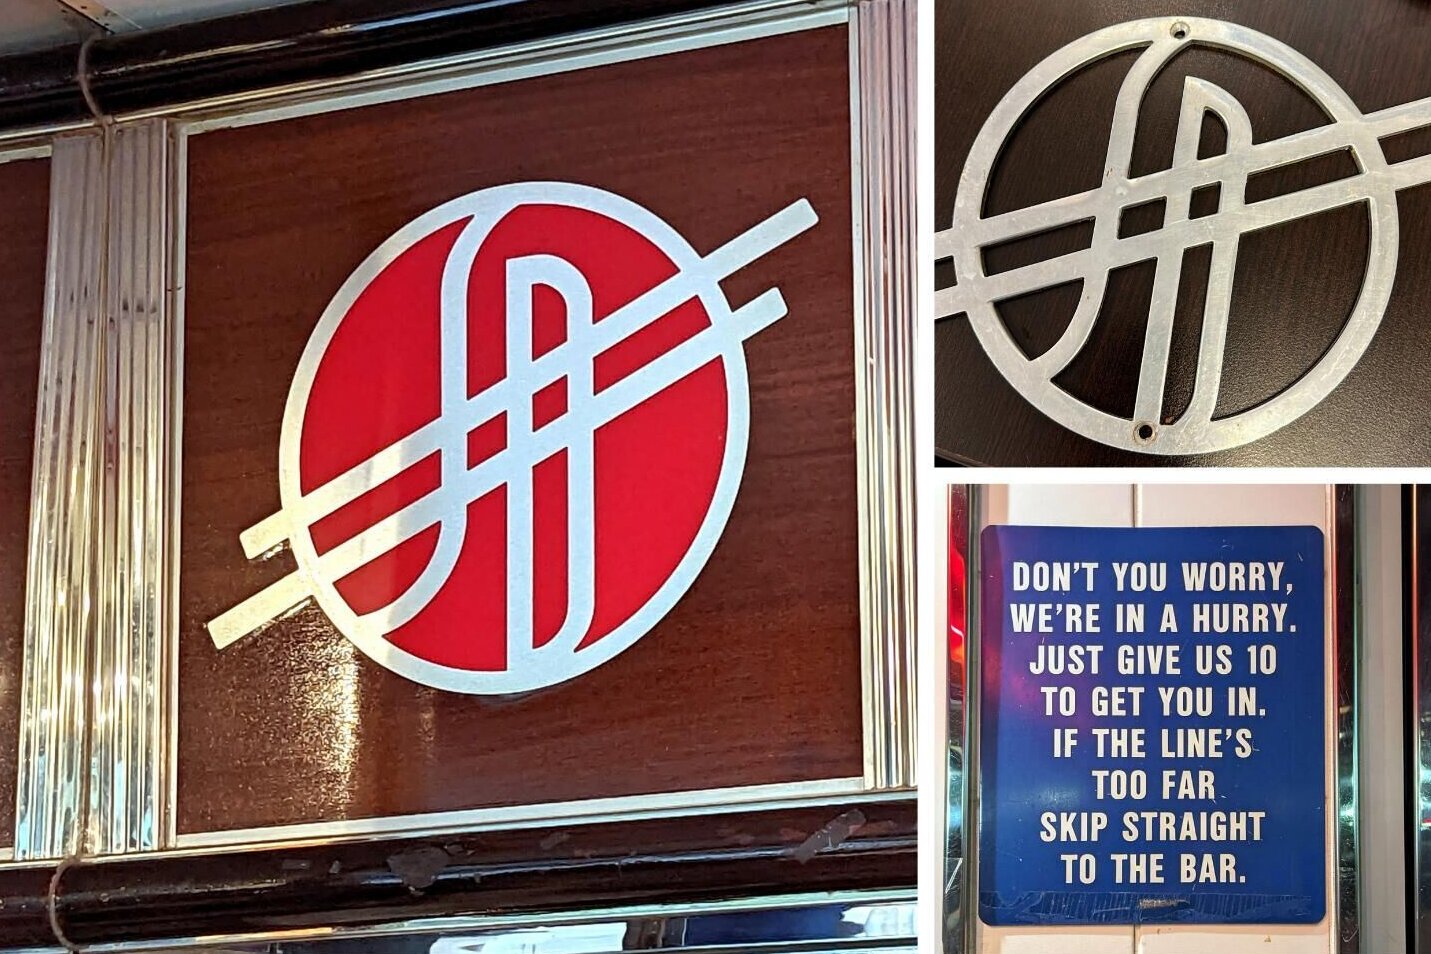 DON'T YOU WORRY,
WE'RE IN A HURRY.
JUST GIVE US 10
TO GET YOU IN.
IF THE LINE'S
TOO FAR
SKIP STRAIGHT
TO THE BAR.